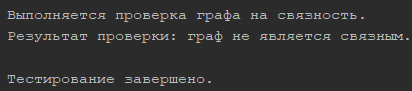 Выполняется проверка графа на связность.
Результат проверки: граф не является связным.
Тестирование завершено.